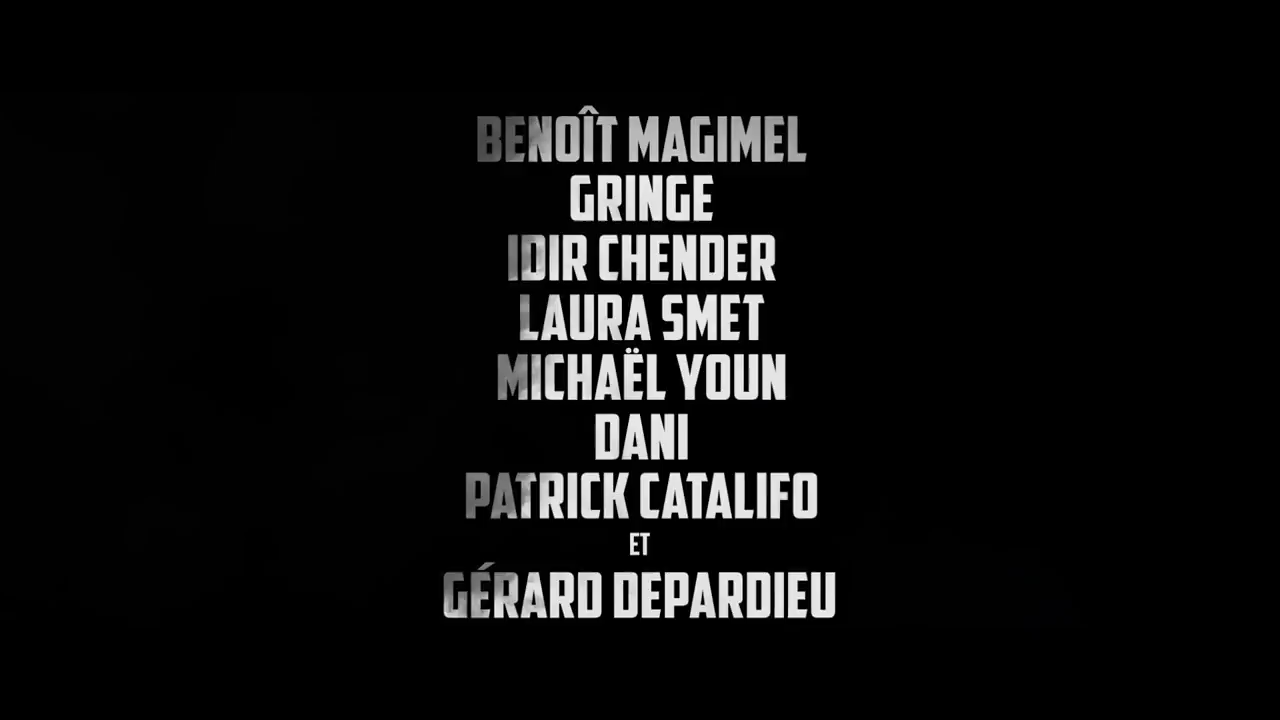 BENOÎT MAGIMEL
GRINGE
IDIR CHENDER
LAURA SMET
MICHAËL YOUN
DANI
PATRICK CATALIFO
ET
GÉRARD DEPARDIEU